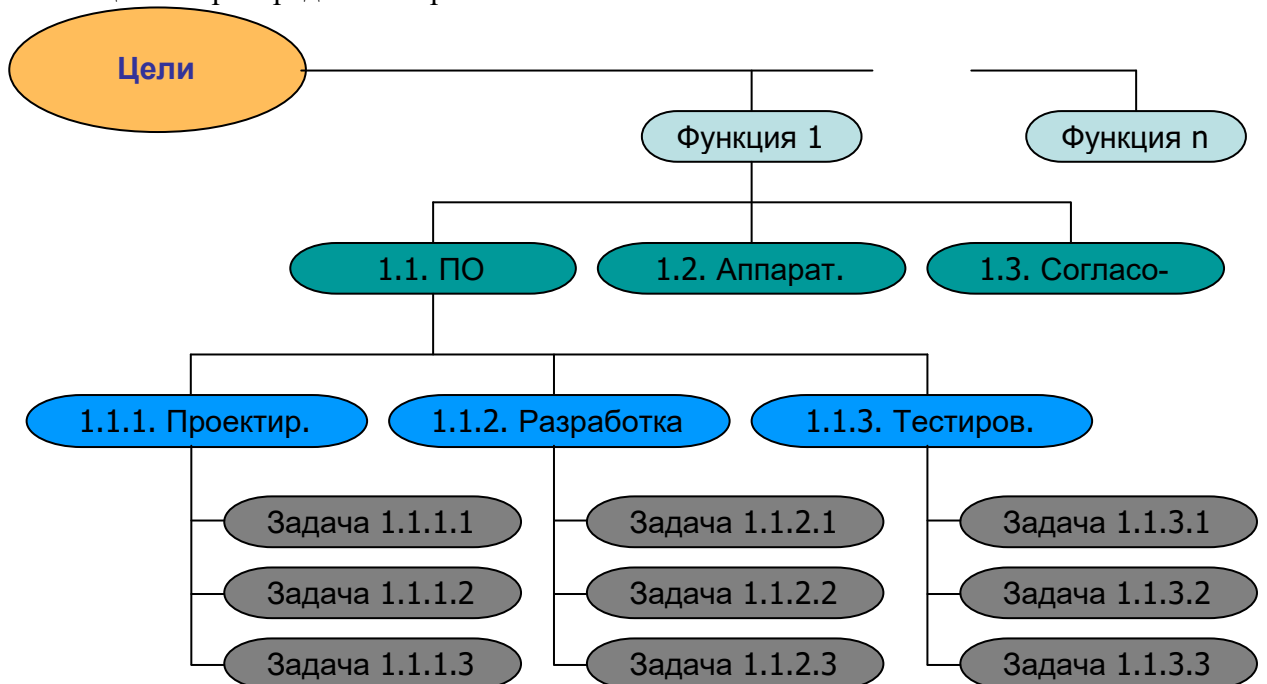 Цели
Функция 1
Функция n
1.1. ПО
1.2. Аппарат.
1.3. Согласо-
1.1.1. Проектир.
1.1.2. Разработка
1.1.3. Тестиров.
Задача 1.1.1.1
Задача 1.1.2.1
Задача 1.1.3.1
Задача 1.1.1.2
Задача 1.1.2.2
Задача 1.1.3.2
Задача 1.1.1.3
Задача 1.1.2.3
Задача 1.1.3.3